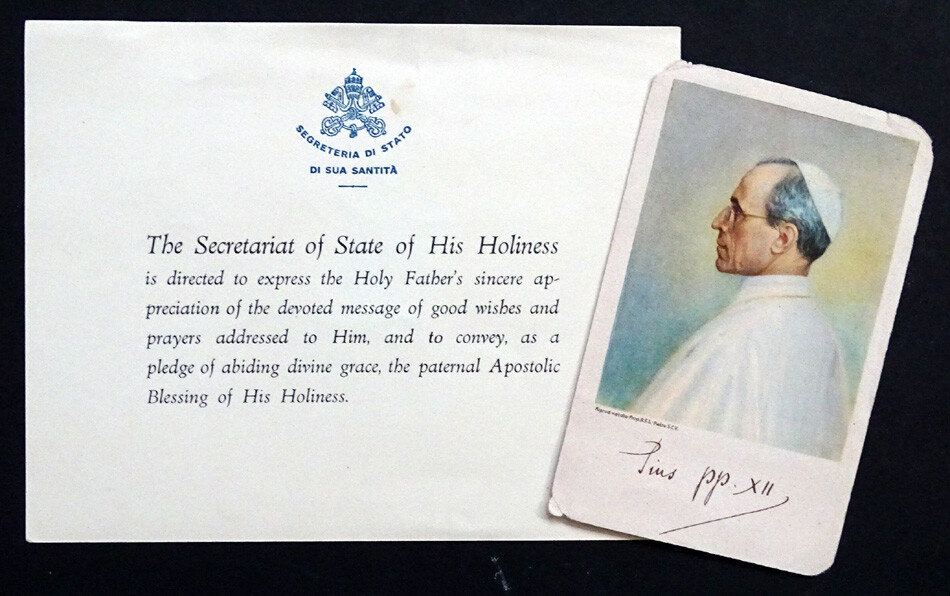 SEGRETERIA DI STATO
DI SUA SANTITÀ
The Secretariat of State of His Holiness
is directed to express the Holy Father's sincere ap-
preciation of the devoted message of good wishes and
prayers addressed to Him, and to convey, as a
pledge of abiding divine grace, the paternal Apostolic
Blessing of His Holiness.
Pius pp. XII